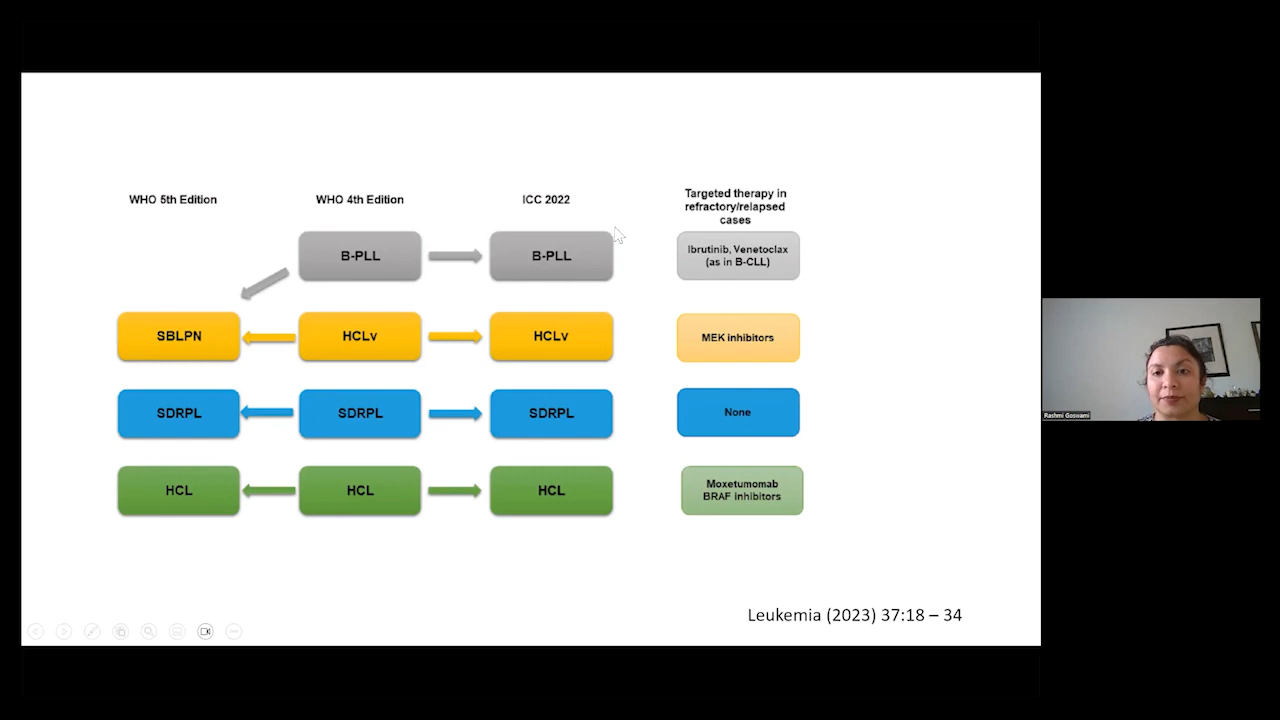 WHO 5th Edition
WHO 4th Edition
ICC 2022
Targeted therapy in
refractory/relapsed
cases
B-PLL
B-PLL
Ibrutinib, Venetoclax
(as in B-CLL)
SBLPN
HCLv
HCLv
MEK inhibitors
SDRPL
SDRPL
SDRPL
None
HCL
HCL
HCL
Moxetumomab
BRAF inhibitors
Leukemia (2023) 37:18 – 34
Rashmi Goswami